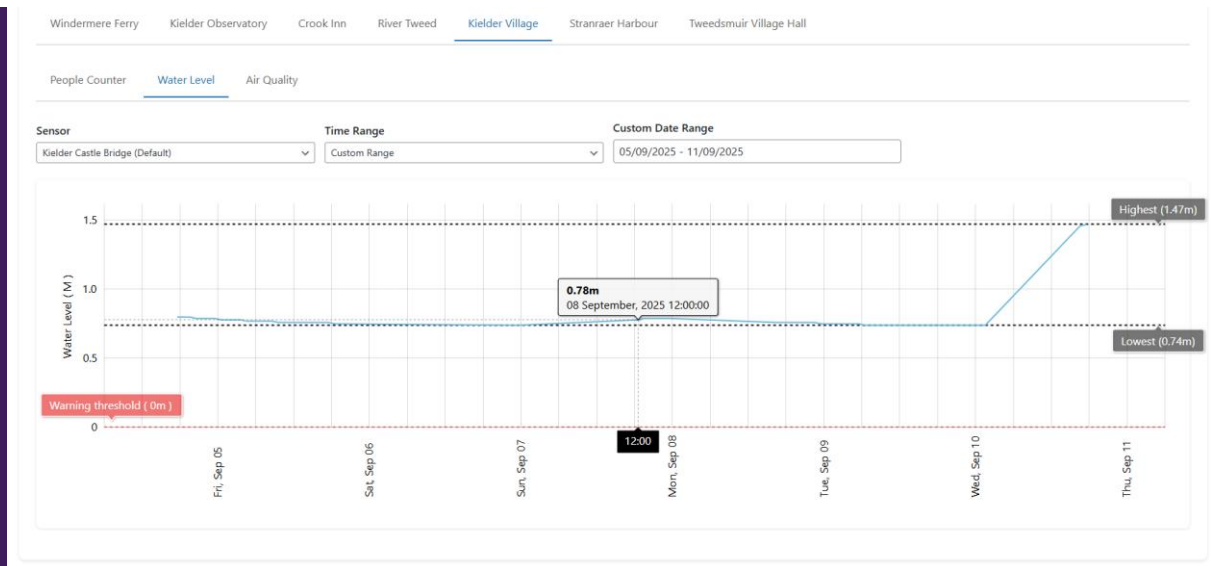 Windermere Ferry Kielder Observatory Crook Inn River Tweed Kielder Village Stranraer Harbour Tweedsmuir Village Hall
People Counter Water Level Air Quality
Sensor Time Range Custom Date Range
Kielder Castle Bridge (Default) Custom Range 05/09/2025 - 11/09/2025
Highest (1.47m)
1.5
1.0
0.78m
08 September, 2025 12:00:00
Water Level ( M )
Lowest (0.74m)
0.5
Warning threshold ( 0m )
0
12:00
Fri, Sep 05
Sat, Sep 06
Sun, Sep 07
Mon, Sep 08
Tue, Sep 09
Wed, Sep 10
Thu, Sep 11